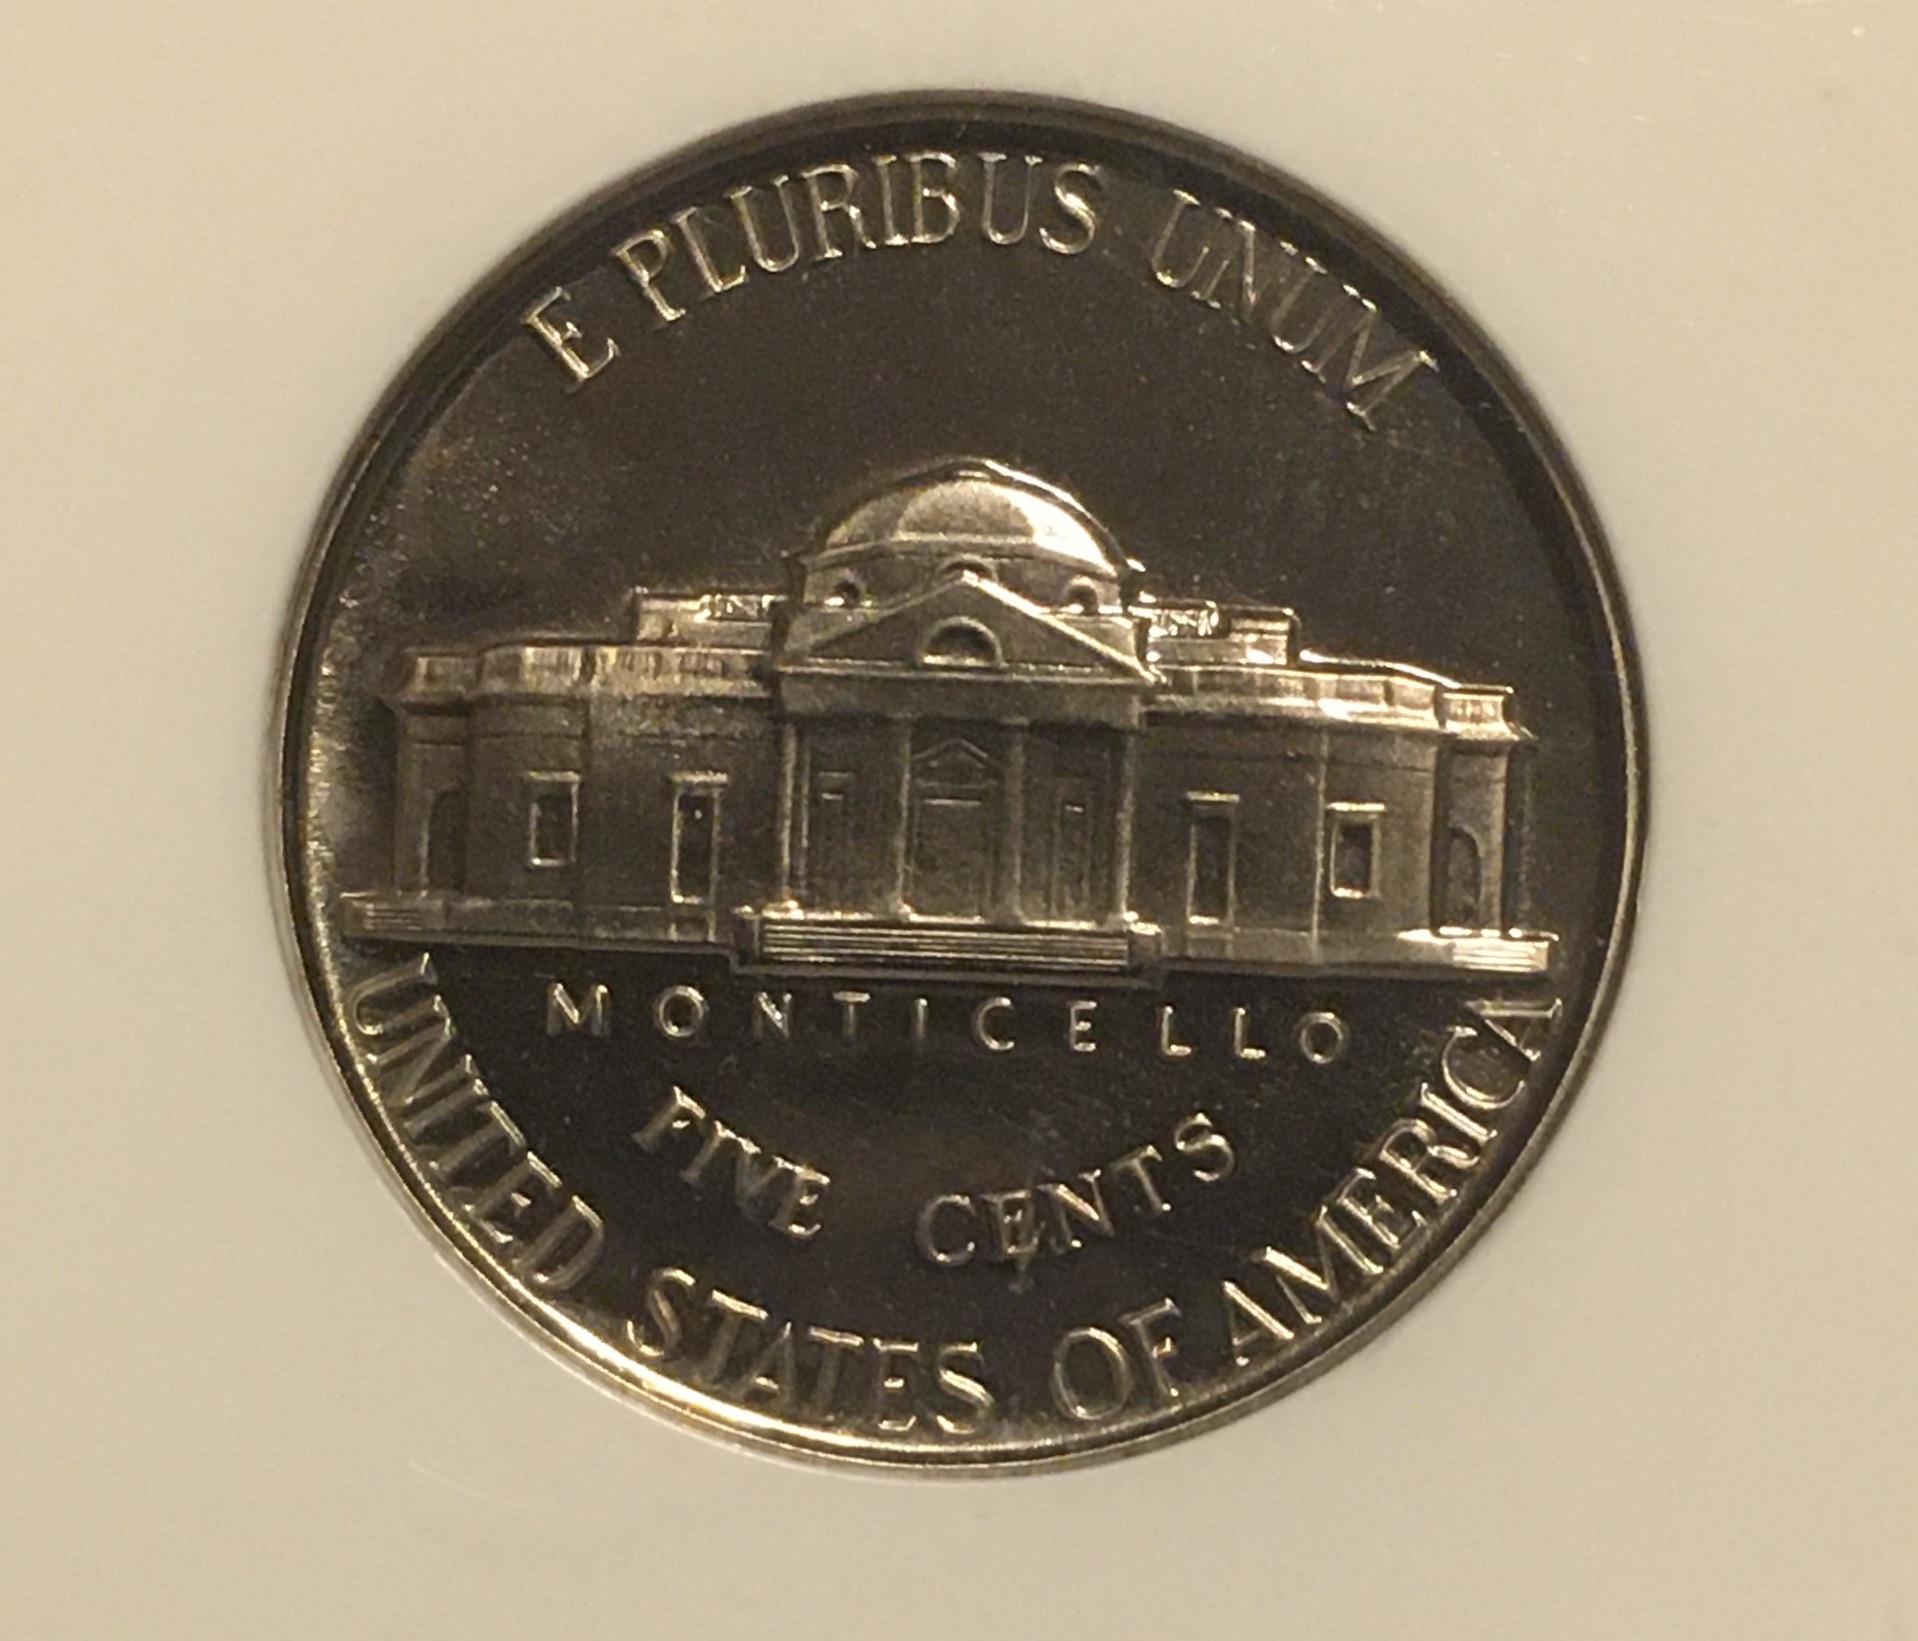 E PLURIBUS UNUM
MONTICELLO
FIVE CENTS
UNITED STATES OF AMERICA